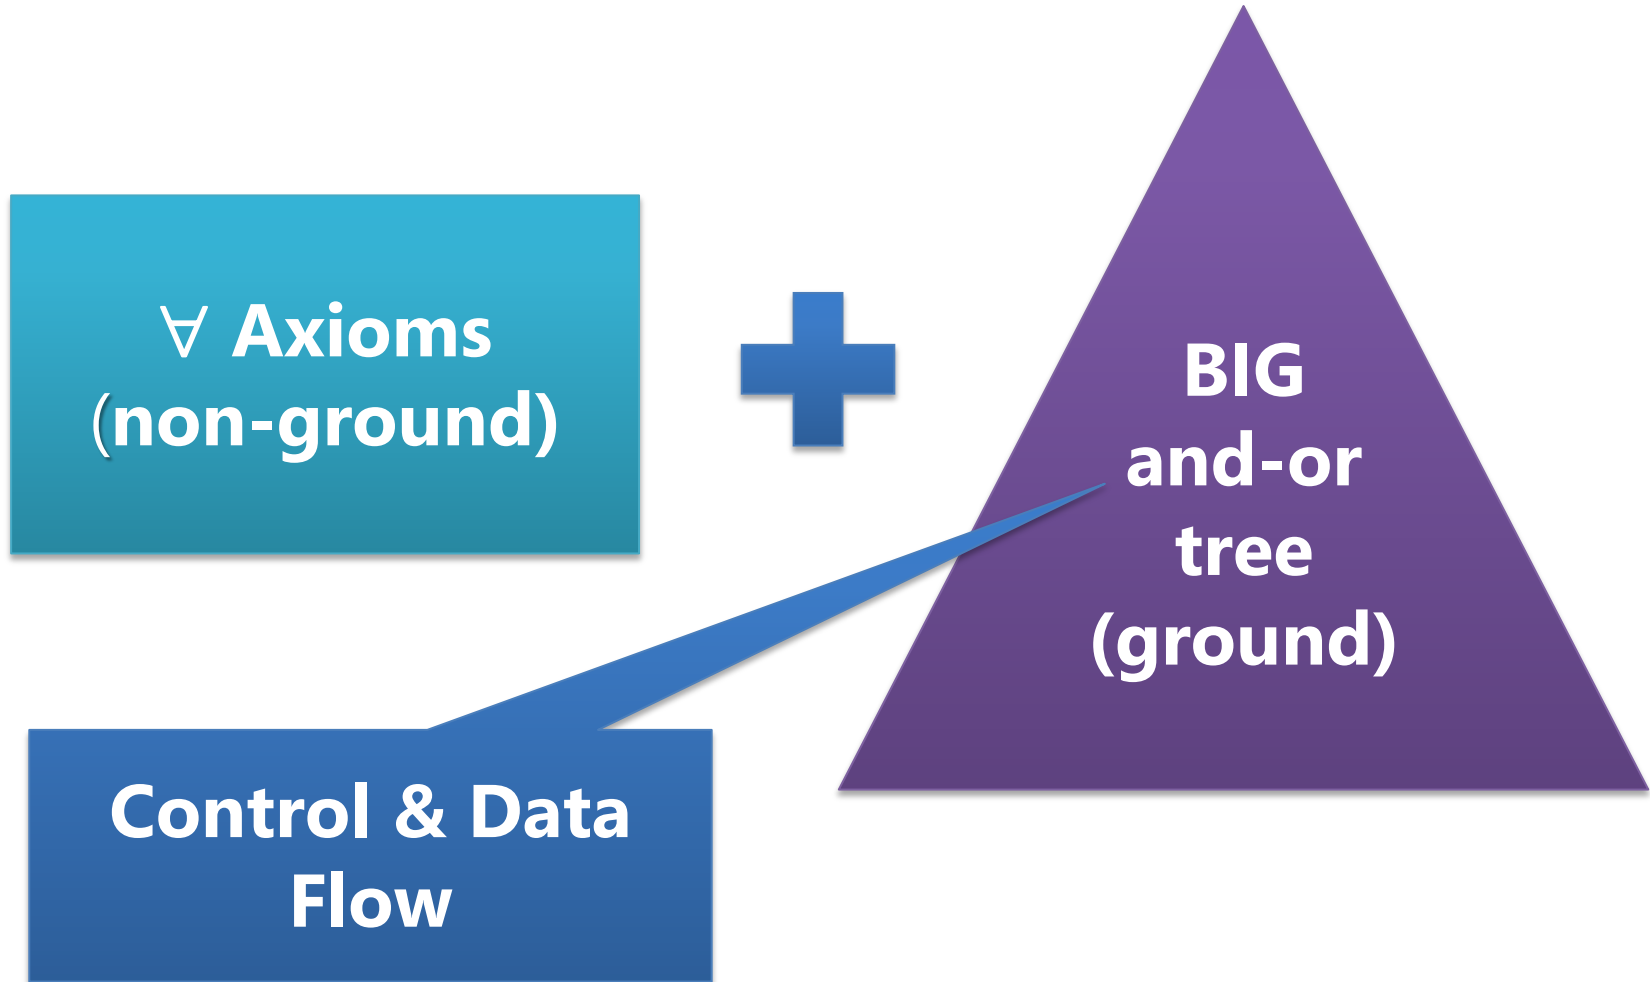 ∀ Axioms
(non-ground)
BIG
and-or
tree
(ground)
Control & Data
Flow